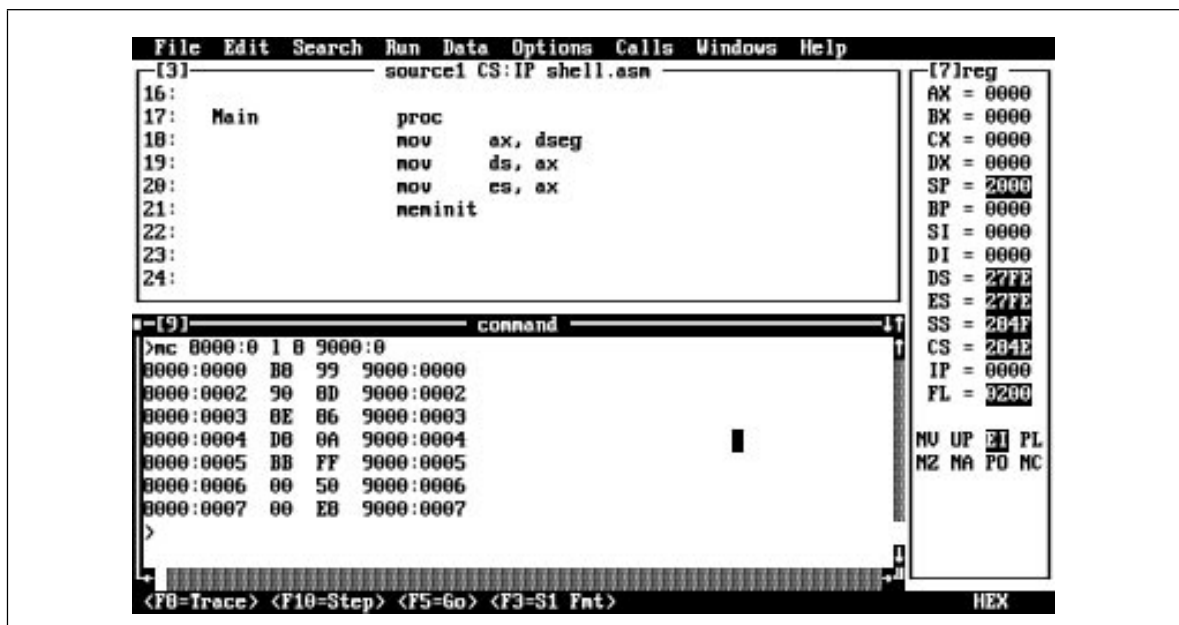 File Edit Search Run Data Options Calls Windows Help
[3] source1 CS:IP shell.asm
16:
17: Main proc
18: mov ax, dseg
19: mov ds, ax
20: mov es, ax
21: meminit
22:
23:
24:
[9] command
>mc 8000:0 l 8 9000:0
8000:0000 B8 99 9000:0000
8000:0002 90 8D 9000:0002
8000:0003 8E 86 9000:0003
8000:0004 D8 0A 9000:0004
8000:0005 BB FF 9000:0005
8000:0006 00 50 9000:0006
8000:0007 00 E8 9000:0007
>
[7]reg
AX = 0000
BX = 0000
CX = 0000
DX = 0000
SP = 2000
BP = 0000
SI = 0000
DI = 0000
DS = 27FE
ES = 27FE
SS = 284F
CS = 284E
IP = 0000
FL = 0200
NV UP EI PL
NZ NA PO NC
<F8=Trace> <F10=Step> <F5=Go> <F3=S1 Fmt> HEX